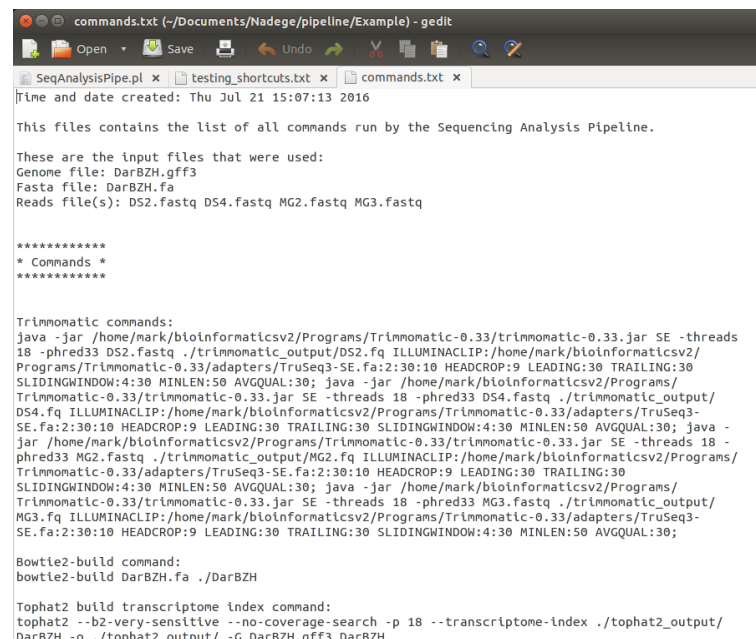 commands.txt (~/Documents/Nadege/pipeline/Example) - gedit
Open Save Undo
SeqAnalysisPipe.pl × testing_shortcuts.txt × commands.txt ×
Time and date created: Thu Jul 21 15:07:13 2016
This files contains the list of all commands run by the Sequencing Analysis Pipeline.
These are the input files that were used:
Genome file: DarBZH.gff3
Fasta file: DarBZH.fa
Reads file(s): DS2.fastq DS4.fastq MG2.fastq MG3.fastq
************
* Commands *
************
Trimmomatic commands:
java -jar /home/mark/bioinformaticsv2/Programs/Trimmomatic-0.33/trimmomatic-0.33.jar SE -threads
18 -phred33 DS2.fastq ./trimmomatic_output/DS2.fq ILLUMINACLIP:/home/mark/bioinformaticsv2/
Programs/Trimmomatic-0.33/adapters/TruSeq3-SE.fa:2:30:10 HEADCROP:9 LEADING:30 TRAILING:30
SLIDINGWINDOW:4:30 MINLEN:50 AVGQUAL:30; java -jar /home/mark/bioinformaticsv2/Programs/
Trimmomatic-0.33/trimmomatic-0.33.jar SE -threads 18 -phred33 DS4.fastq ./trimmomatic_output/
DS4.fq ILLUMINACLIP:/home/mark/bioinformaticsv2/Programs/Trimmomatic-0.33/adapters/TruSeq3-
SE.fa:2:30:10 HEADCROP:9 LEADING:30 TRAILING:30 SLIDINGWINDOW:4:30 MINLEN:50 AVGQUAL:30; java -
jar /home/mark/bioinformaticsv2/Programs/Trimmomatic-0.33/trimmomatic-0.33.jar SE -threads 18 -
phred33 MG2.fastq ./trimmomatic_output/MG2.fq ILLUMINACLIP:/home/mark/bioinformaticsv2/Programs/
Trimmomatic-0.33/adapters/TruSeq3-SE.fa:2:30:10 HEADCROP:9 LEADING:30 TRAILING:30
SLIDINGWINDOW:4:30 MINLEN:50 AVGQUAL:30; java -jar /home/mark/bioinformaticsv2/Programs/
Trimmomatic-0.33/trimmomatic-0.33.jar SE -threads 18 -phred33 MG3.fastq ./trimmomatic_output/
MG3.fq ILLUMINACLIP:/home/mark/bioinformaticsv2/Programs/Trimmomatic-0.33/adapters/TruSeq3-
SE.fa:2:30:10 HEADCROP:9 LEADING:30 TRAILING:30 SLIDINGWINDOW:4:30 MINLEN:50 AVGQUAL:30;
Bowtie2-build command:
bowtie2-build DarBZH.fa ./DarBZH
Tophat2 build transcriptome index command:
tophat2 --b2-very-sensitive --no-coverage-search -p 18 --transcriptome-index ./tophat2_output/
DarBZH -o ./tophat2_output/ -G DarBZH.gff3 DarBZH